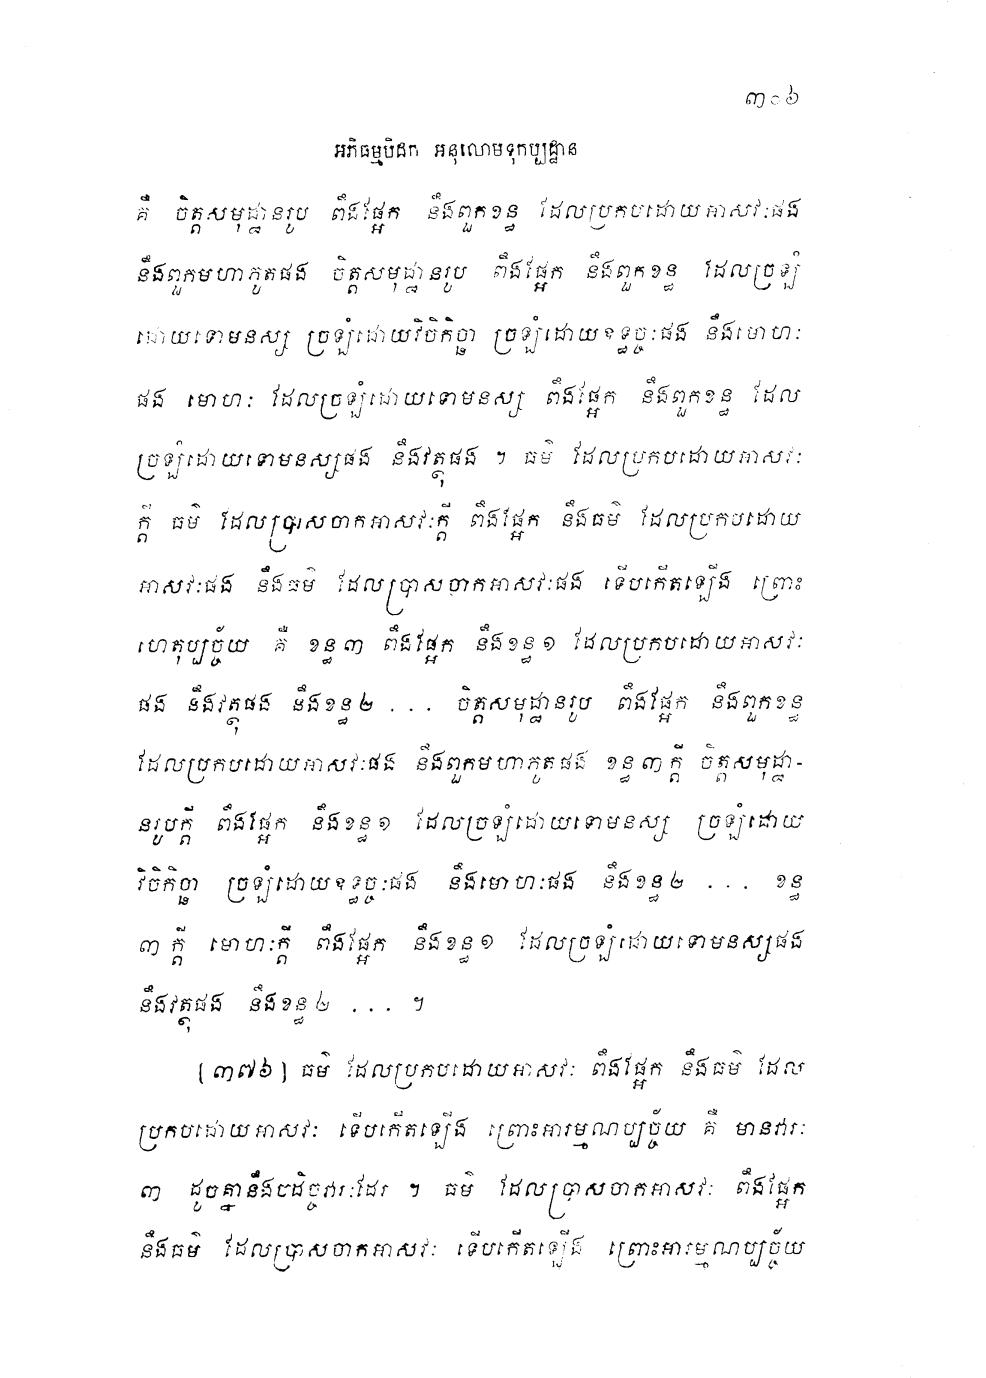 ៣០៦
អភិធម្មបិដក អនុលោមទុកប្បដ្ឋាន
គឺ ចិត្តសមុដ្ឋានរូប ពឹងផ្អែក នឹងពួកខន្ធ ដែលប្រកបដោយអាសវៈផង
នឹងពួកមហាភូតផង ចិត្តសមុដ្ឋានរូប ពឹងផ្អែក នឹងពួកខន្ធ ដែលច្រឡំ
ដោយទោមនស្ស ច្រឡំដោយវិចិកិច្ឆា ច្រឡំដោយឧទ្ធច្ចៈផង នឹងមោហៈ
ផង មោហៈ ដែលច្រឡំដោយទោមនស្ស ពឹងផ្អែក នឹងពួកខន្ធ ដែល
ច្រឡំដោយទោមនស្សផង នឹងវត្ថុផង ។ ធម៌ ដែលប្រកបដោយអាសវៈ
ក្តី ធម៌ ដែលប្រាសចាកអាសវៈក្តី ពឹងផ្អែក នឹងធម៌ ដែលប្រកបដោយ
អាសវៈផង នឹងធម៌ ដែលប្រាសចាកអាសវៈផង ទើបកើតឡើង ព្រោះ
ហេតុប្បច្ច័យ គឺ ខន្ធ៣ ពឹងផ្អែក នឹងខន្ធ១ ដែលប្រកបដោយអាសវៈ
ផង នឹងវត្ថុផង នឹងខន្ធ២ ... ចិត្តសមុដ្ឋានរូប ពឹងផ្អែក នឹងពួកខន្ធ
ដែលប្រកបដោយអាសវៈផង នឹងពួកមហាភូតផង ខន្ធ៣ក្តី ចិត្តសមុដ្ឋា-
នរូបក្តី ពឹងផ្អែក នឹងខន្ធ១ ដែលច្រឡំដោយទោមនស្ស ច្រឡំដោយ
វិចិកិច្ឆា ច្រឡំដោយឧទ្ធច្ចៈផង នឹងមោហៈផង នឹងខន្ធ២ ... ខន្ធ
៣ក្តី មោហៈក្តី ពឹងផ្អែក នឹងខន្ធ១ ដែលច្រឡំដោយទោមនស្សផង
នឹងវត្ថុផង នឹងខន្ធ២ ... ។
[៣៧៦] ធម៌ ដែលប្រកបដោយអាសវៈ ពឹងផ្អែក នឹងធម៌ ដែល
ប្រកបដោយអាសវៈ ទើបកើតឡើង ព្រោះអារម្មណប្បច្ច័យ គឺ មានវារៈ
៣ ដូចគ្នានឹងបដិច្ចវារៈដែរ ។ ធម៌ ដែលប្រាសចាកអាសវៈ ពឹងផ្អែក
នឹងធម៌ ដែលប្រាសចាកអាសវៈ ទើបកើតឡើង ព្រោះអារម្មណប្បច្ច័យ